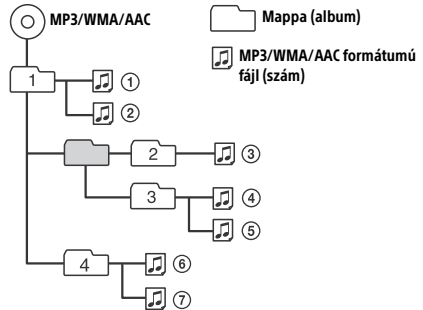 MP3/WMA/AAC
Mappa (album)
MP3/WMA/AAC formátumú
fájl (szám)
1
①
②
2
③
3
④
⑤
4
⑥
⑦